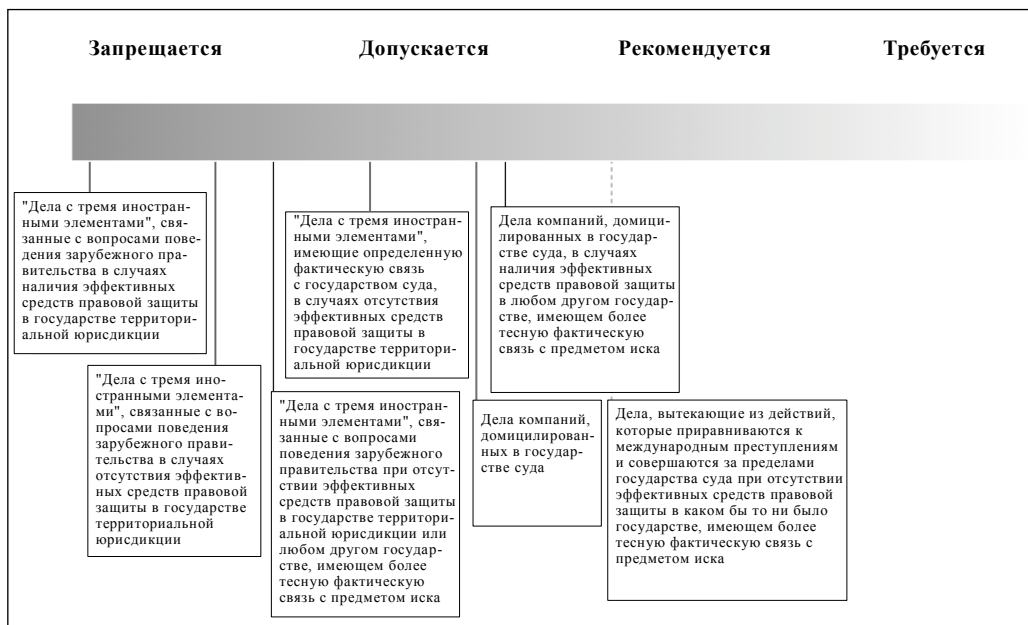 Запрещается
Допускается
Рекомендуется
Требуется
"Дела с тремя иностран-
ными элементами", свя-
занные с вопросами пове-
дения зарубежного пра-
вительства в случаях
наличия эффективных
средств правовой защиты
в государстве территори-
альной юрисдикции
"Дела с тремя ино-
странными элемента-
ми", связанные с во-
просами поведения
зарубежного прави-
тельства в случаях
отсутствия эффектив-
ных средств правовой
защиты в государстве
территориальной
юрисдикции
"Дела с тремя иностран-
ными элементами",
имеющие определенную
фактическую связь
с государством суда,
в случаях отсутствия
эффективных средств
правовой защиты в
государстве территори-
альной юрисдикции
"Дела с тремя иностран-
ными элементами", свя-
занные с вопросами
поведения зарубежного
правительства при отсут-
ствии эффективных
средств правовой защиты
в государстве территори-
альной юрисдикции или
любом другом государ-
стве, имеющем более
тесную фактическую
связь с предметом иска
Дела компаний, домици-
лированных в государ-
стве суда, в случаях
наличия эффективных
средств правовой защиты
в любом другом государ-
стве, имеющем более
тесную фактическую
связь с предметом иска
Дела компаний,
домицилирован-
ных в государ-
стве суда
Дела, вытекающие из действий,
которые приравниваются к
международным преступлениям
и совершаются за пределами
государства суда при отсутствии
эффективных средств правовой
защиты в каком бы то ни было
государстве, имеющем более
тесную фактическую связь с
предметом иска